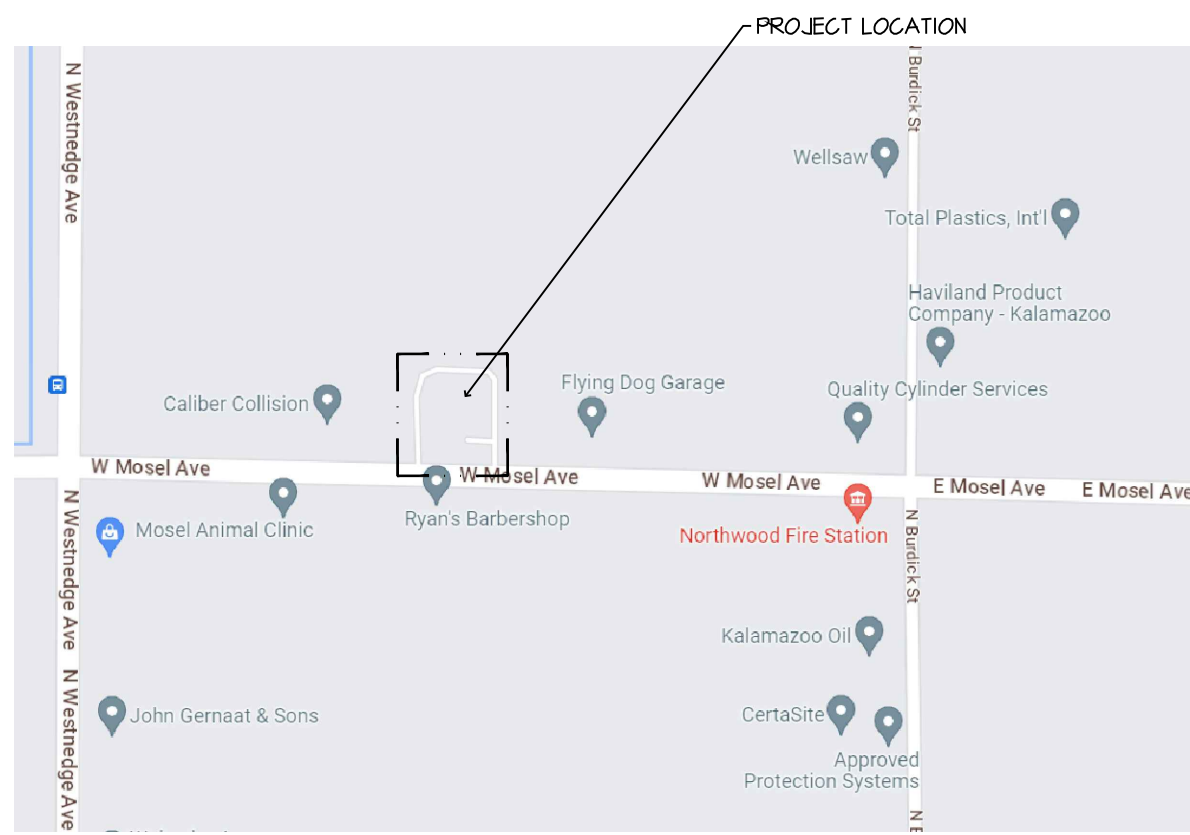 PROJECT LOCATION
N Westnedge Ave
N Burdick St
Wellsaw
Total Plastics, Int'l
Haviland Product
Company - Kalamazoo
Flying Dog Garage
Quality Cylinder Services
Caliber Collision
W Mosel Ave
W Mosel Ave
W Mosel Ave
E Mosel Ave
E Mosel Ave
Mosel Animal Clinic
Ryan's Barbershop
Northwood Fire Station
N Westnedge Ave
N Burdick St
Kalamazoo Oil
N Westnedge Ave
John Gernaat & Sons
CertaSite
Approved
Protection Systems